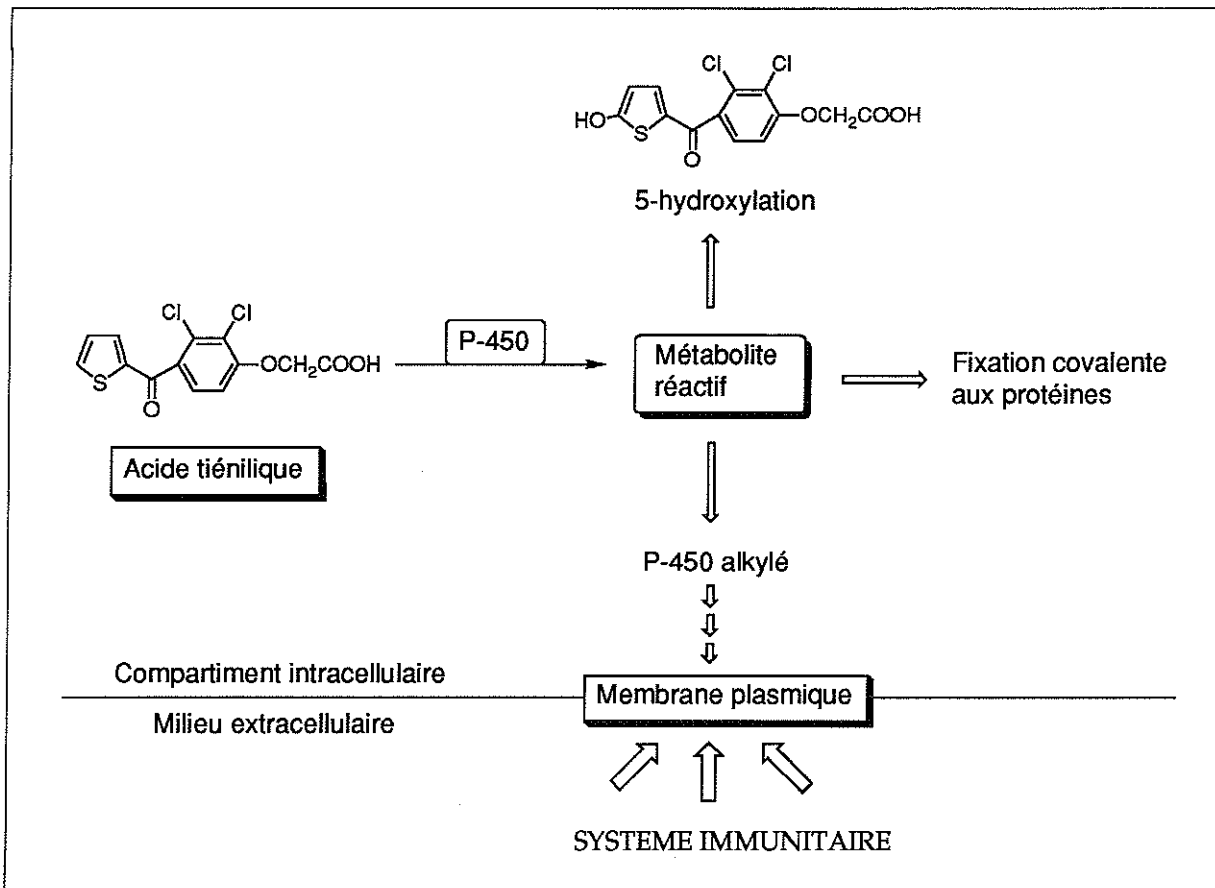 Cl Cl
HO S O OCH₂COOH
5-hydroxylation
Cl Cl
S O OCH₂COOH
P-450
Métabolite
réactif
Fixation covalente
aux protéines
Acide tiénilique
P-450 alkylé
Compartiment intracellulaire
Membrane plasmique
Milieu extracellulaire
SYSTEME IMMUNITAIRE